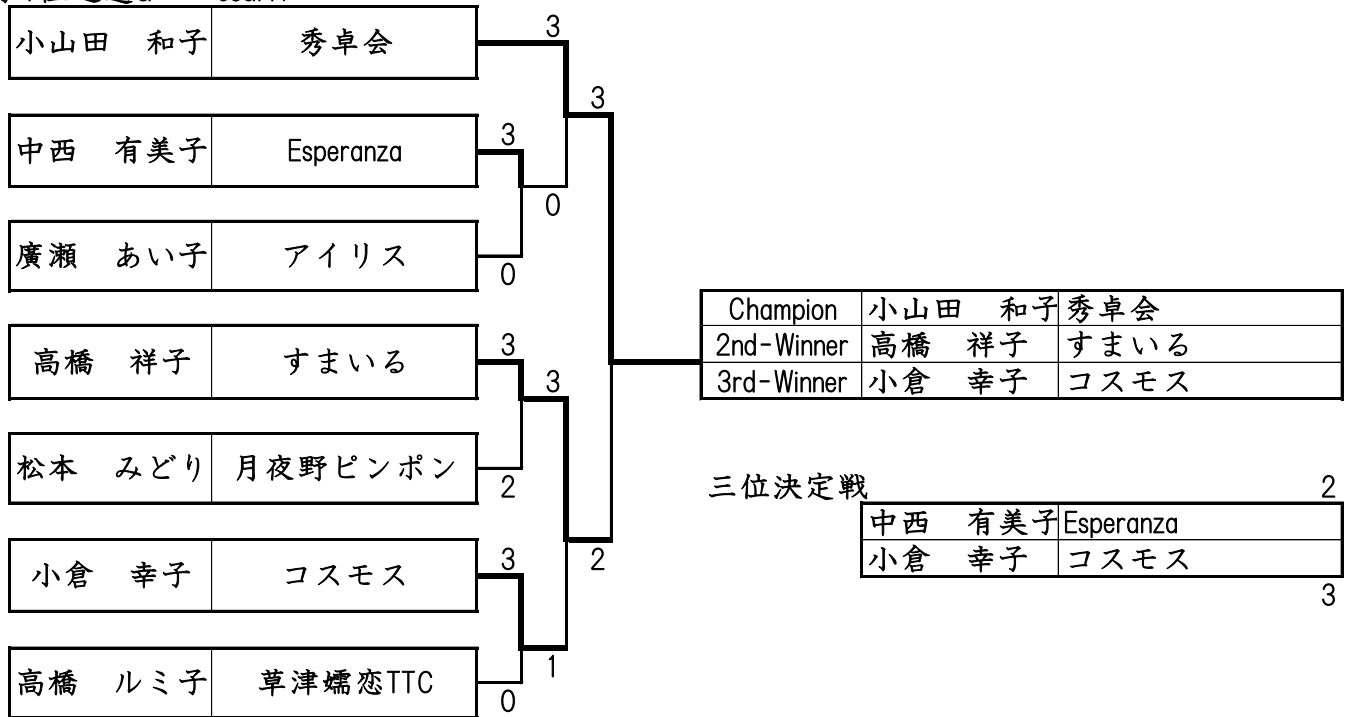 3
小山田 和子 秀卓会
3
3
中西 有美子 Esperanza
0
廣瀬 あい子 アイリス
0
Champion 小山田 和子 秀卓会
3
高橋 祥子 すまいる
2nd-Winner 高橋 祥子 すまいる
3
3rd-Winner 小倉 幸子 コスモス
松本 みどり 月夜野ピンポン
2
三位決定戦 2
中西 有美子 Esperanza
3
2
小倉 幸子 コスモス
小倉 幸子 コスモス
3
1
高橋 ルミ子 草津嬬恋TTC
0